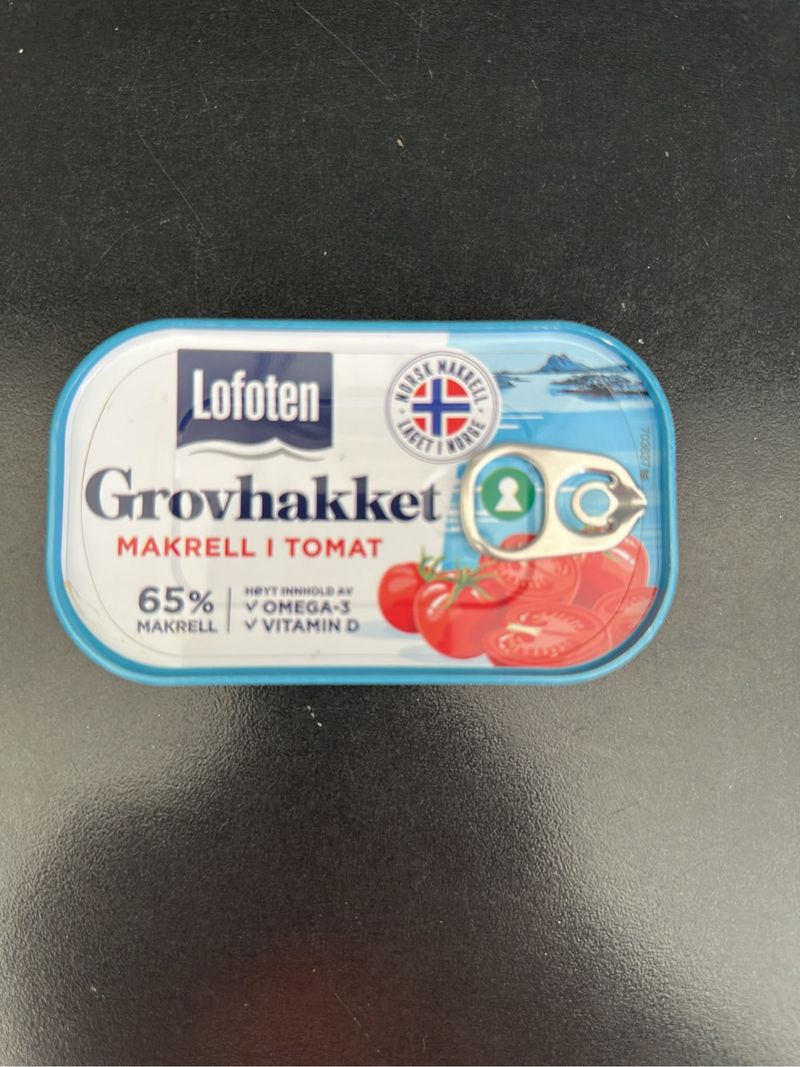 Lofoten
NORSK MAKRELL
LAGET I NORGE
Grovhakket
MAKRELL I TOMAT
65%
MAKRELL
HØYT INNHOLD AV
✓ OMEGA-3
✓ VITAMIN D